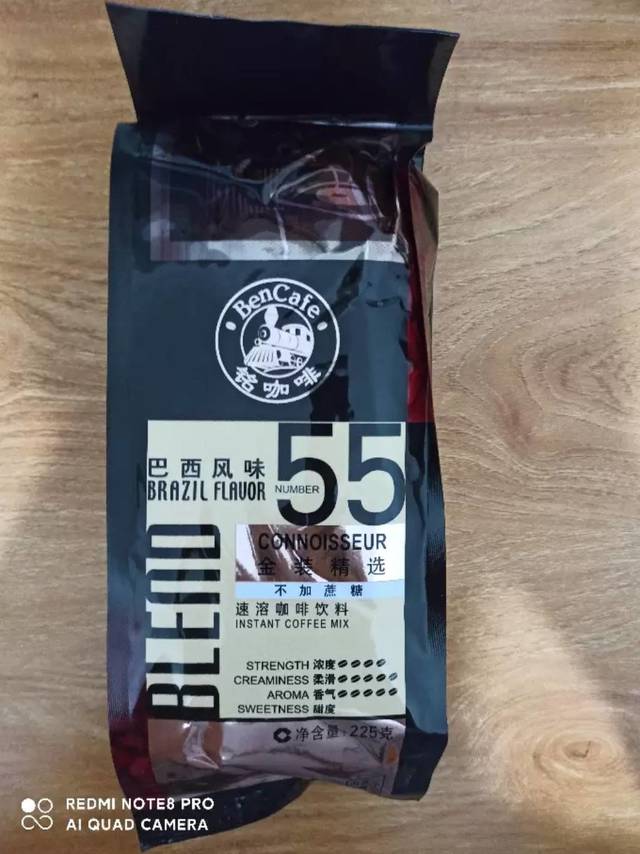 BenCafe
铭咖啡
55
巴西风味
BRAZIL FLAVOR
NUMBER
BLEND
CONNOISSEUR
金装精选
不加蔗糖
速溶咖啡饮料
INSTANT COFFEE MIX
STRENGTH 浓度
CREAMINESS 柔滑
AROMA 香气
SWEETNESS 甜度
净含量:225克
REDMI NOTE8 PRO
AI QUAD CAMERA